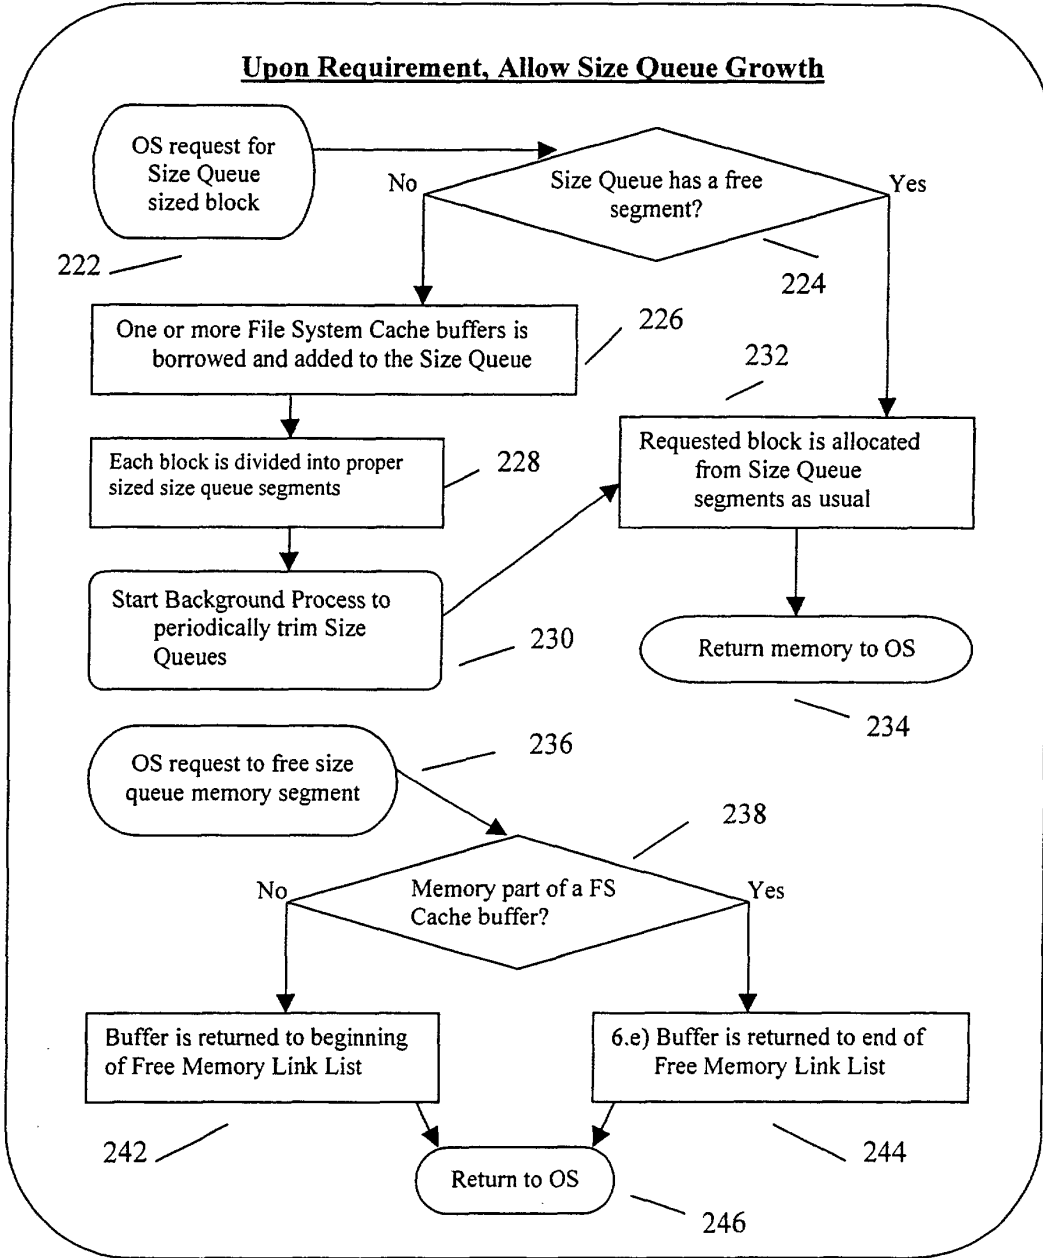 Upon Requirement, Allow Size Queue Growth
OS request for
Size Queue
sized block
222
Size Queue has a free
segment?
No
Yes
224
One or more File System Cache buffers is
borrowed and added to the Size Queue
226
Each block is divided into proper
sized size queue segments
228
Start Background Process to
periodically trim Size
Queues
230
232
Requested block is allocated
from Size Queue
segments as usual
Return memory to OS
234
OS request to free size
queue memory segment
236
Memory part of a FS
Cache buffer?
238
No
Yes
Buffer is returned to beginning
of Free Memory Link List
242
6.e) Buffer is returned to end of
Free Memory Link List
244
Return to OS
246